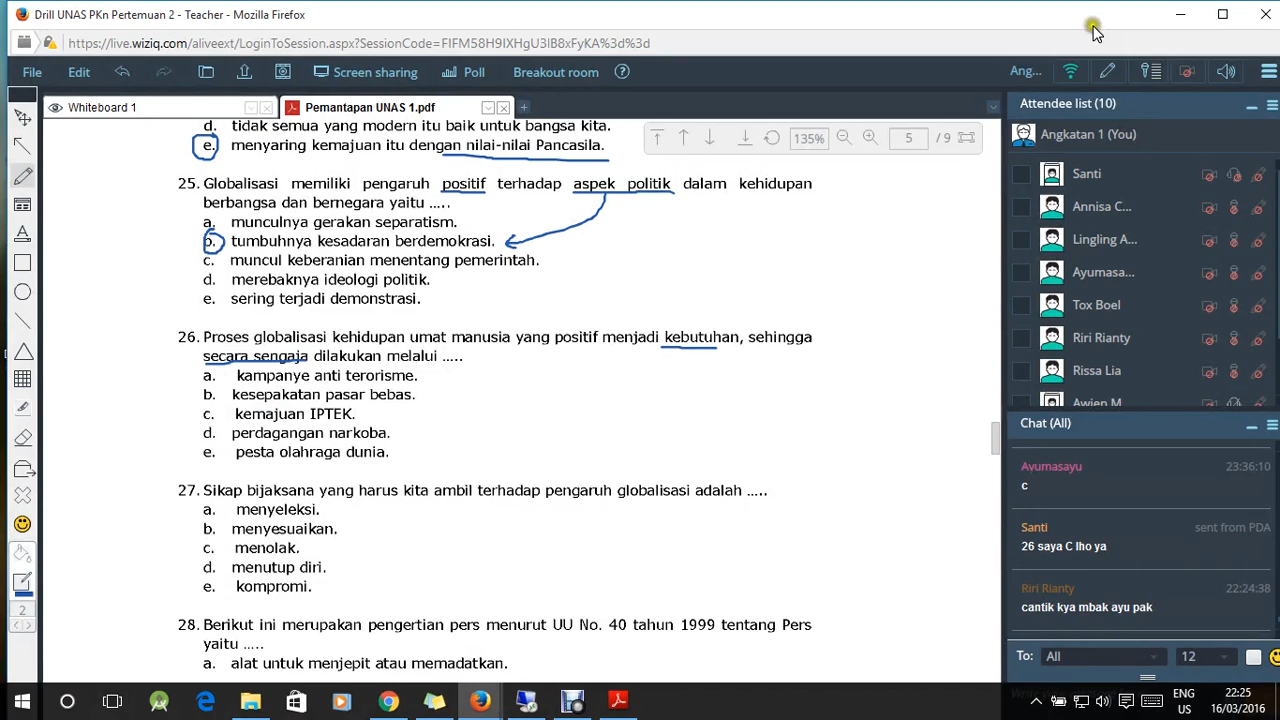 Drill UNAS PKn Pertemuan 2 - Teacher - Mozilla Firefox
https://live.wiziq.com/aliveext/LoginToSession.aspx?SessionCode=FIFM58H9IXHgU3IB8xFyKA%3d%3d
File Edit Screen sharing Poll Breakout room Ang...
Whiteboard 1 Pemantapan UNAS 1.pdf
135% 5 / 9
d. tidak semua yang modern itu baik untuk bangsa kita.
e. menyaring kemajuan itu dengan nilai-nilai Pancasila.
25. Globalisasi memiliki pengaruh positif terhadap aspek politik dalam kehidupan
berbangsa dan bernegara yaitu .....
a. munculnya gerakan separatism.
b. tumbuhnya kesadaran berdemokrasi.
c. muncul keberanian menentang pemerintah.
d. merebaknya ideologi politik.
e. sering terjadi demonstrasi.
26. Proses globalisasi kehidupan umat manusia yang positif menjadi kebutuhan, sehingga
secara sengaja dilakukan melalui .....
a. kampanye anti terorisme.
b. kesepakatan pasar bebas.
c. kemajuan IPTEK.
d. perdagangan narkoba.
e. pesta olahraga dunia.
27. Sikap bijaksana yang harus kita ambil terhadap pengaruh globalisasi adalah .....
a. menyeleksi.
b. menyesuaikan.
c. menolak.
d. menutup diri.
e. kompromi.
28. Berikut ini merupakan pengertian pers menurut UU No. 40 tahun 1999 tentang Pers
yaitu .....
a. alat untuk menjepit atau memadatkan.
2
Attendee list (10)
Angkatan 1 (You)
Santi
Annisa C...
Lingling A...
Ayumasa...
Tox Boel
Riri Rianty
Rissa Lia
Awien M
Chat (All)
Ayumasayu 23:36:10
c
Santi sent from PDA
26 saya C lho ya
Riri Rianty 22:24:38
cantik kya mbak ayu pak
To: All 12
ENG 22:25
US 16/03/2016